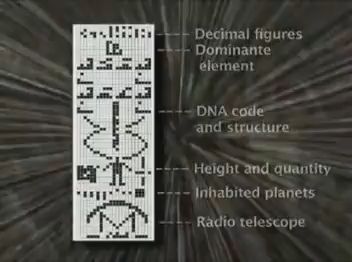 Decimal figures
Dominante
element
DNA code
and structure
Height and quantity
Inhabited planets
Radio telescope